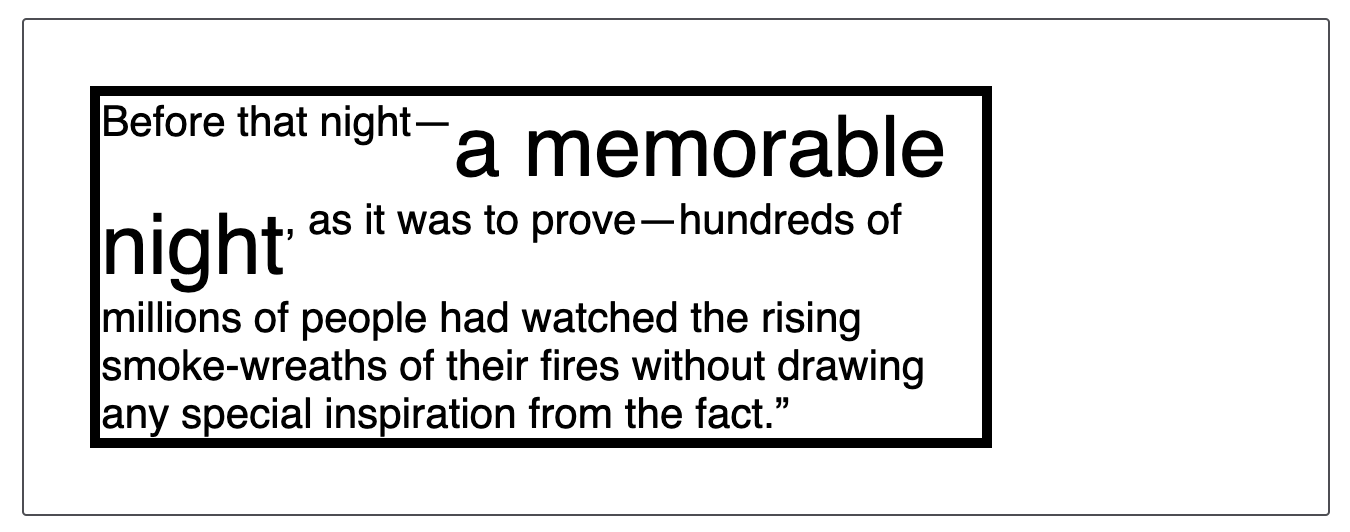 Before that night—a memorable
night, as it was to prove—hundreds of
millions of people had watched the rising
smoke-wreaths of their fires without drawing
any special inspiration from the fact.”